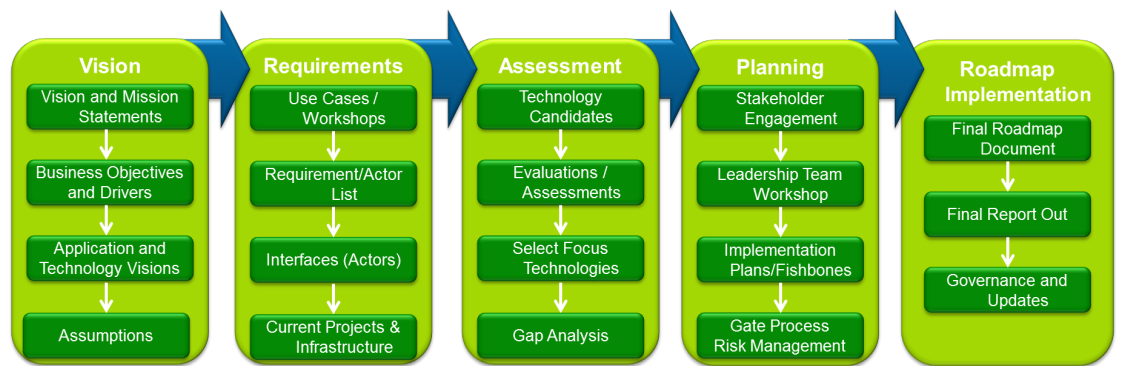 Vision
Vision and Mission
Statements
Business Objectives
and Drivers
Application and
Technology Visions
Assumptions
Requirements
Use Cases /
Workshops
Requirement/Actor
List
Interfaces (Actors)
Current Projects &
Infrastructure
Assessment
Technology
Candidates
Evaluations /
Assessments
Select Focus
Technologies
Gap Analysis
Planning
Stakeholder
Engagement
Leadership Team
Workshop
Implementation
Plans/Fishbones
Gate Process
Risk Management
Roadmap
Implementation
Final Roadmap
Document
Final Report Out
Governance and
Updates